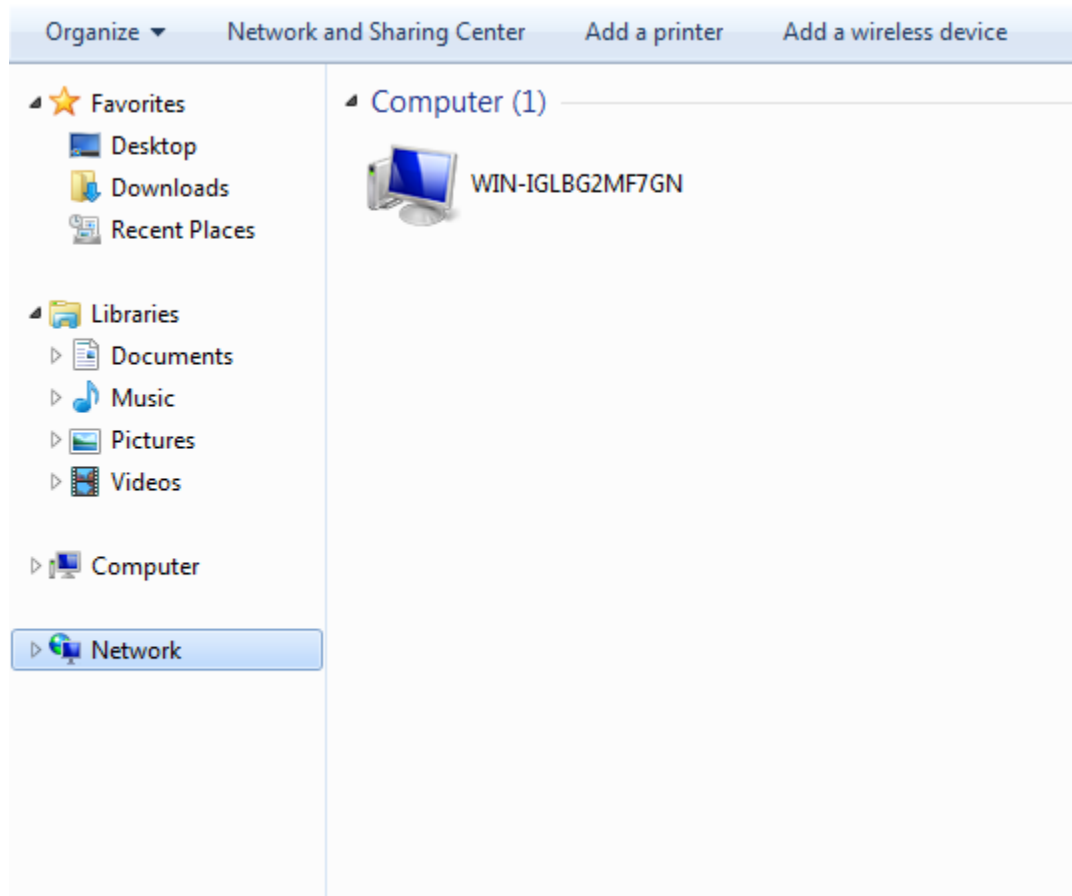 Organize Network and Sharing Center Add a printer Add a wireless device
Favorites
Desktop
Downloads
Recent Places
Libraries
Documents
Music
Pictures
Videos
Computer
Network
Computer (1)
WIN-IGLBG2MF7GN